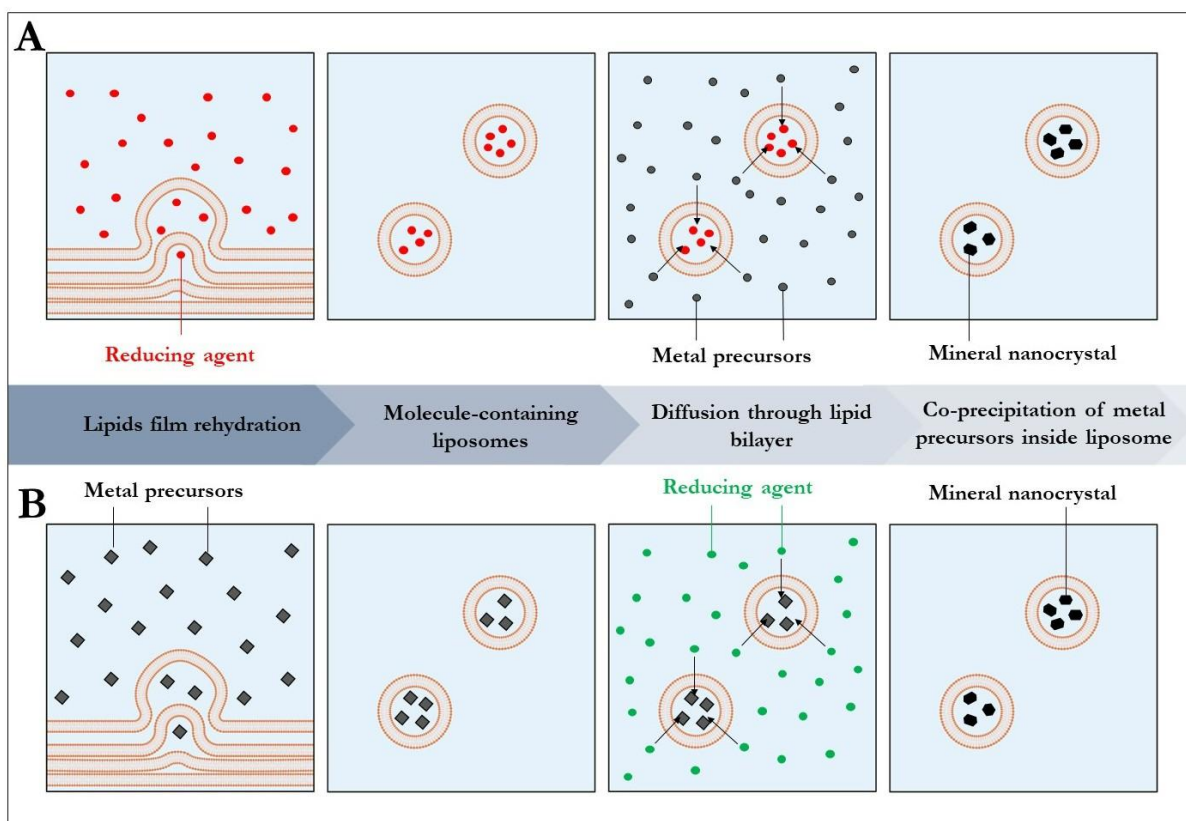 A
Reducing agent
Metal precursors
Mineral nanocrystal
Lipids film rehydration
Molecule-containing
liposomes
Diffusion through lipid
bilayer
Co-precipitation of metal
precursors inside liposome
B
Metal precursors
Reducing agent
Mineral nanocrystal